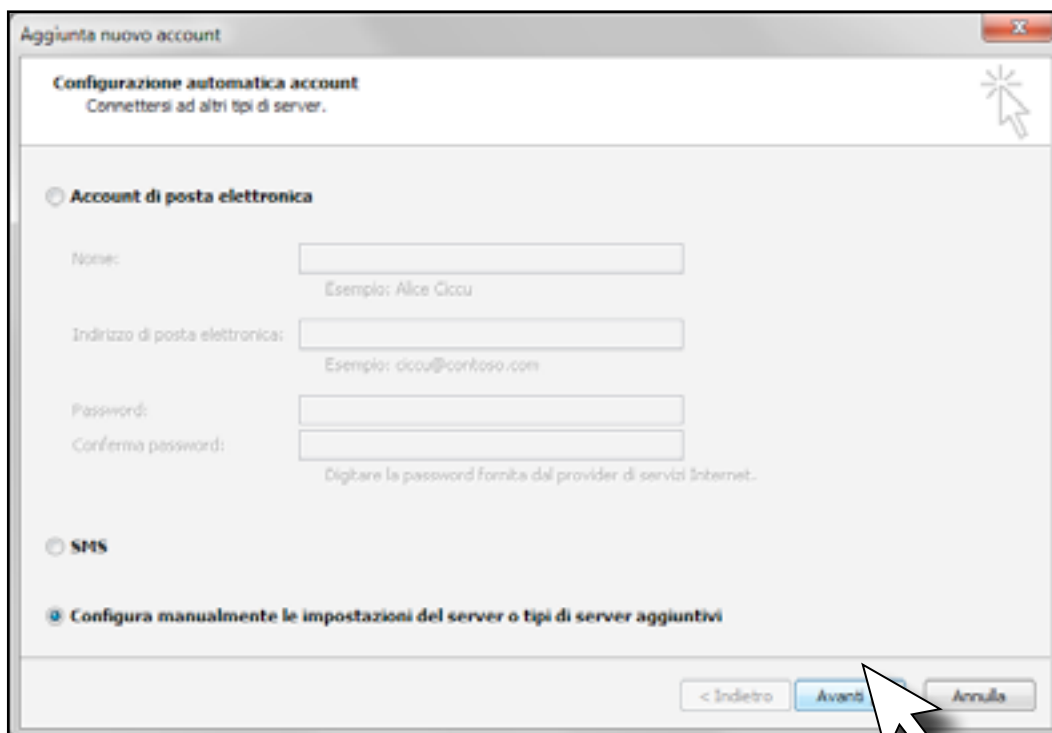 Aggiunta nuovo account
Configurazione automatica account
Connettersi ad altri tipi di server.
Account di posta elettronica
Nome:
Esempio: Alice Ciccu
Indirizzo di posta elettronica:
Esempio: ciccu@contoso.com
Password:
Conferma password:
Digitare la password fornita dal provider di servizi Internet.
SMS
Configura manualmente le impostazioni del server o tipi di server aggiuntivi
< Indietro Avanti Annulla